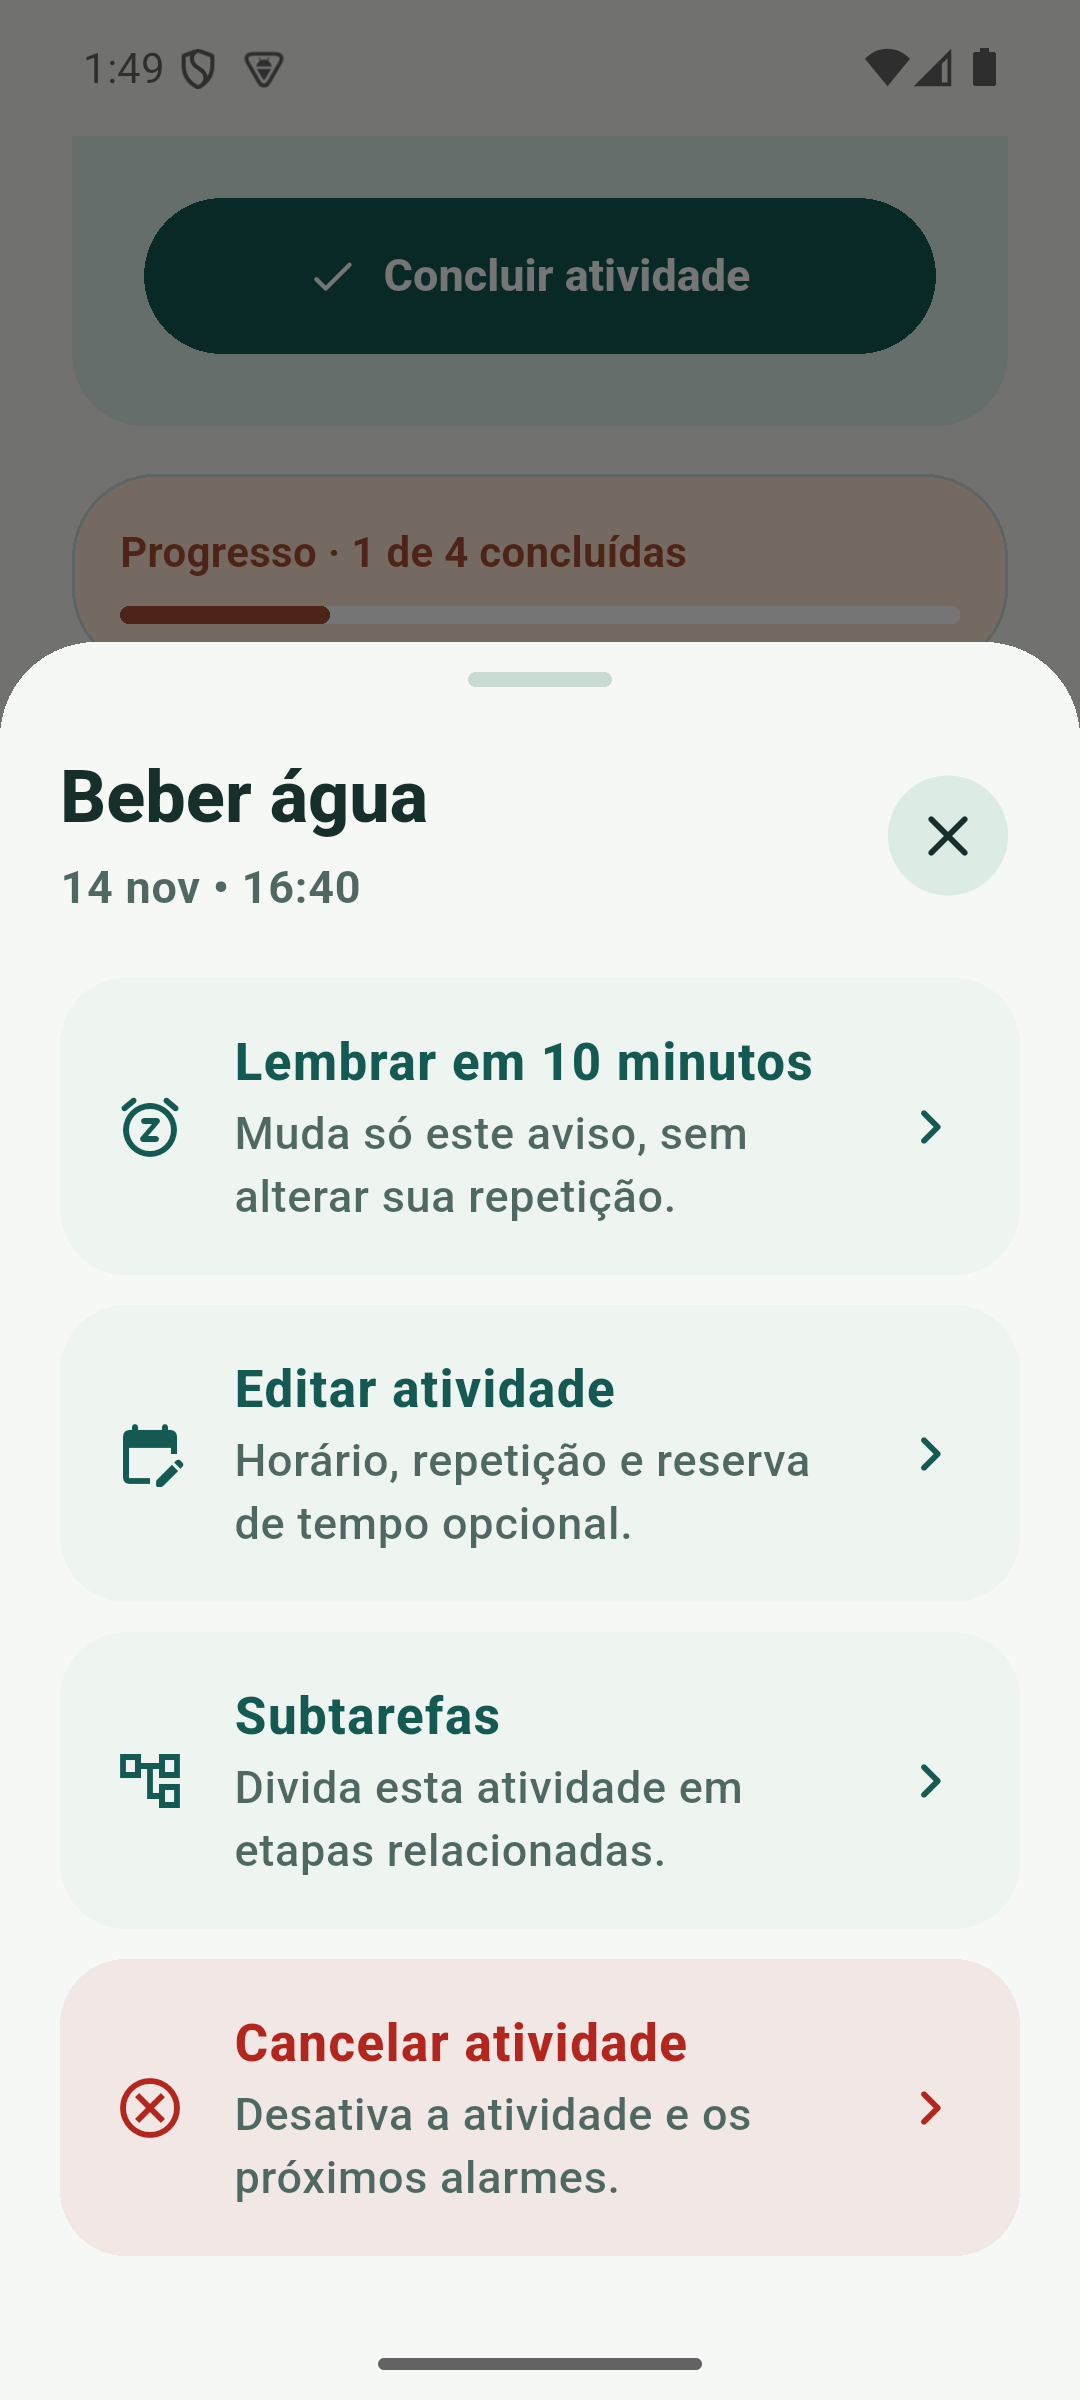 1:49
Concluir atividade
Progresso · 1 de 4 concluídas
Beber água
14 nov • 16:40
Lembrar em 10 minutos
Muda só este aviso, sem
alterar sua repetição.
Editar atividade
Horário, repetição e reserva
de tempo opcional.
Subtarefas
Divida esta atividade em
etapas relacionadas.
Cancelar atividade
Desativa a atividade e os
próximos alarmes.